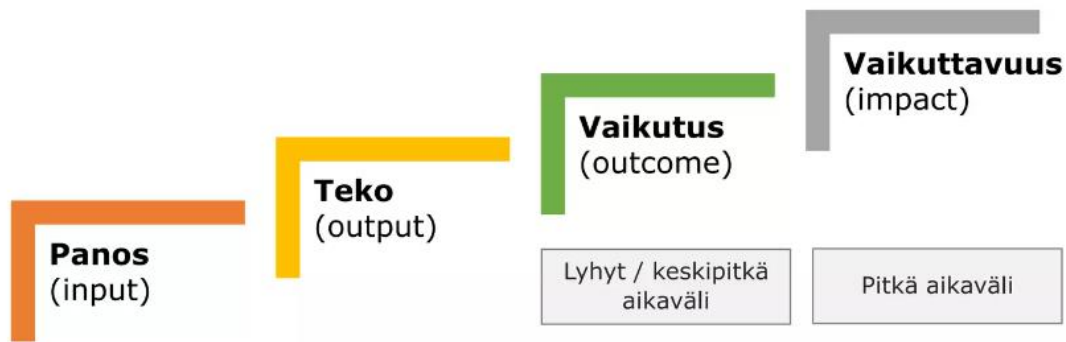 Panos
(input)
Teko
(output)
Vaikutus
(outcome)
Vaikuttavuus
(impact)
Lyhyt / keskipitkä
aikaväli
Pitkä aikaväli